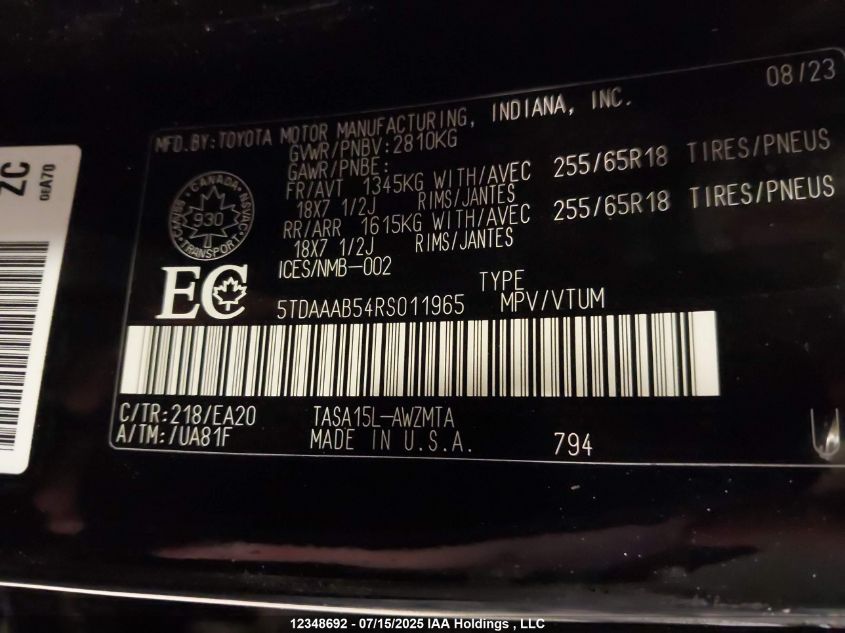 08/23
MFD.BY:TOYOTA MOTOR MANUFACTURING, INDIANA, INC.
GVWR/PNBV:2810KG
GAWR/PNBE:
FR/AVT 1345KG WITH/AVEC 255/65R18 TIRES/PNEUS
18X7 1/2J RIMS/JANTES
RR/ARR 1615KG WITH/AVEC 255/65R18 TIRES/PNEUS
18X7 1/2J RIMS/JANTES
ICES/NMB-002
CANADA
930
TRANSPORT
EC
TYPE
5TDAAAB54RS011965 MPV/VTUM
C/TR:218/EA20 TASA15L-AWZMTA
A/TM:/UA81F MADE IN U.S.A. 794
ZC
12348692 - 07/15/2025 IAA Holdings , LLC